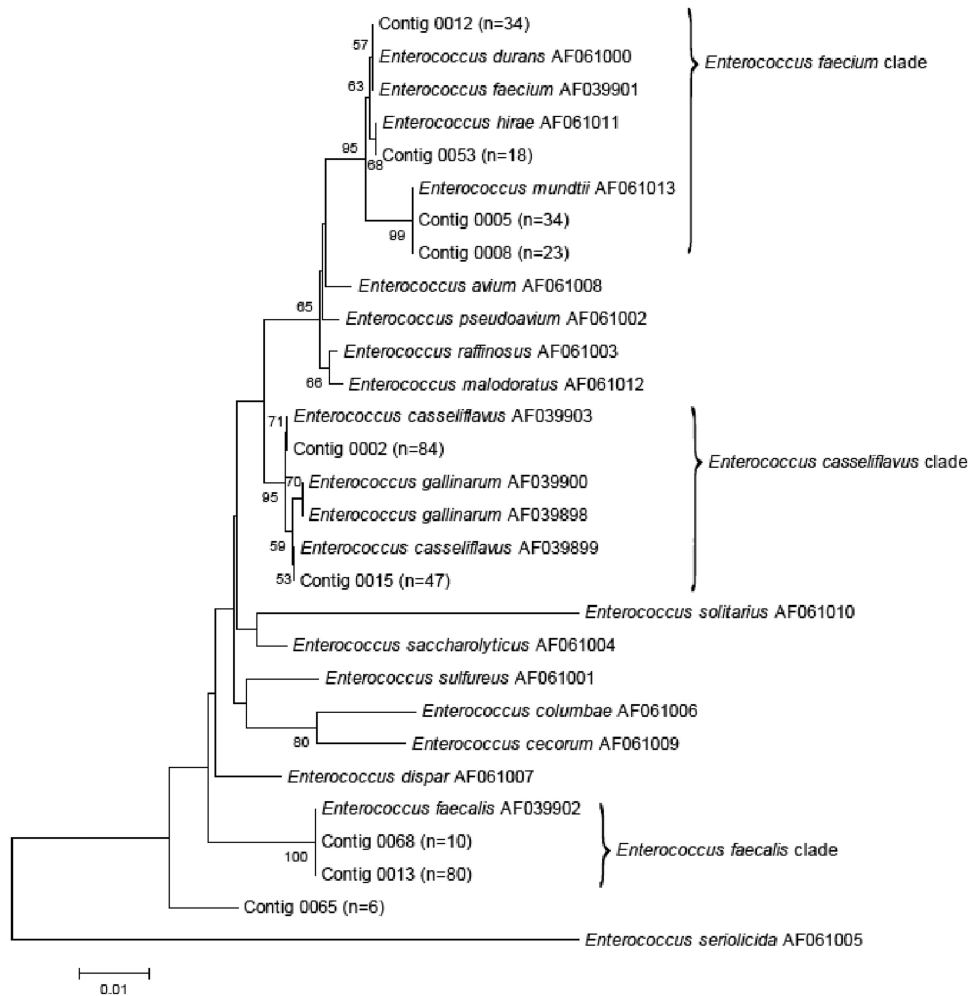 Contig 0012 (n=34)
57
Enterococcus durans AF061000
Enterococcus faecium clade
63
Enterococcus faecium AF039901
Enterococcus hirae AF061011
95
68
Contig 0053 (n=18)
Enterococcus mundtii AF061013
Contig 0005 (n=34)
99
Contig 0008 (n=23)
Enterococcus avium AF061008
65
Enterococcus pseudoavium AF061002
Enterococcus raffinosus AF061003
66
Enterococcus malodoratus AF061012
71
Enterococcus casseliflavus AF039903
Contig 0002 (n=84)
Enterococcus casseliflavus clade
70
Enterococcus gallinarum AF039900
95
Enterococcus gallinarum AF039898
59
Enterococcus casseliflavus AF039899
53
Contig 0015 (n=47)
Enterococcus solitarius AF061010
Enterococcus saccharolyticus AF061004
Enterococcus sulfureus AF061001
Enterococcus columbae AF061006
80
Enterococcus cecorum AF061009
Enterococcus dispar AF061007
Enterococcus faecalis AF039902
Contig 0068 (n=10)
Enterococcus faecalis clade
100
Contig 0013 (n=80)
Contig 0065 (n=6)
Enterococcus seriolicida AF061005
0.01